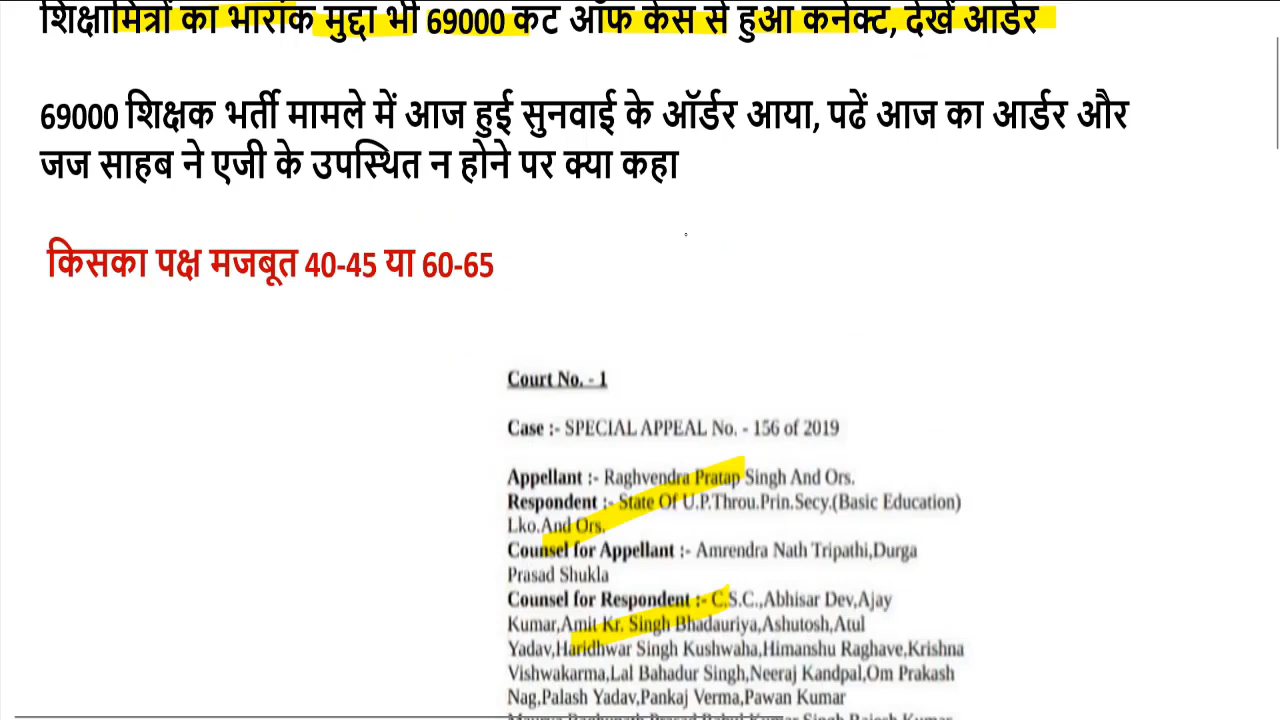 शिक्षामित्रों का भारांक मुद्दा भी 69000 कट ऑफ केस से हुआ कनेक्ट, देखें आर्डर
69000 शिक्षक भर्ती मामले में आज हुई सुनवाई के ऑर्डर आया, पढें आज का आर्डर और
जज साहब ने एजी के उपस्थित न होने पर क्या कहा
किसका पक्ष मजबूत 40-45 या 60-65
Court No. - 1
Case :- SPECIAL APPEAL No. - 156 of 2019
Appellant :- Raghvendra Pratap Singh And Ors.
Respondent :- State Of U.P.Throu.Prin.Secy.(Basic Education)
Lko.And Ors.
Counsel for Appellant :- Amrendra Nath Tripathi,Durga
Prasad Shukla
Counsel for Respondent :- C.S.C.,Abhisar Dev,Ajay
Kumar,Amit Kr. Singh Bhadauriya,Ashutosh,Atul
Yadav,Haridhwar Singh Kushwaha,Himanshu Raghave,Krishna
Vishwakarma,Lal Bahadur Singh,Neeraj Kandpal,Om Prakash
Nag,Palash Yadav,Pankaj Verma,Pawan Kumar